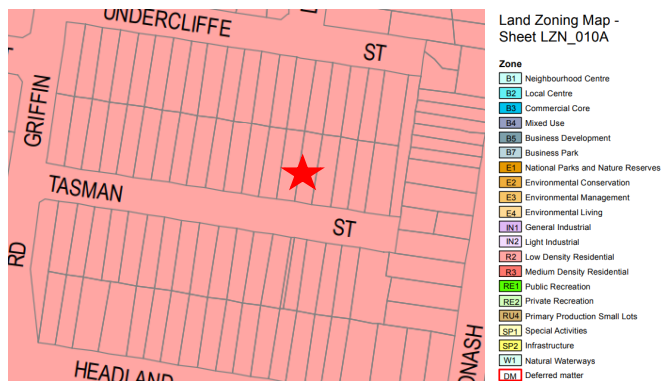 UNDERCLIFFE
ST
GRIFFIN
TASMAN
ST
RD
HEADLAND
ONASH
Land Zoning Map -
Sheet LZN_010A
Zone
B1 Neighbourhood Centre
B2 Local Centre
B3 Commercial Core
B4 Mixed Use
B5 Business Development
B7 Business Park
E1 National Parks and Nature Reserves
E2 Environmental Conservation
E3 Environmental Management
E4 Environmental Living
IN1 General Industrial
IN2 Light Industrial
R2 Low Density Residential
R3 Medium Density Residential
RE1 Public Recreation
RE2 Private Recreation
RU4 Primary Production Small Lots
SP1 Special Activities
SP2 Infrastructure
W1 Natural Waterways
DM Deferred matter